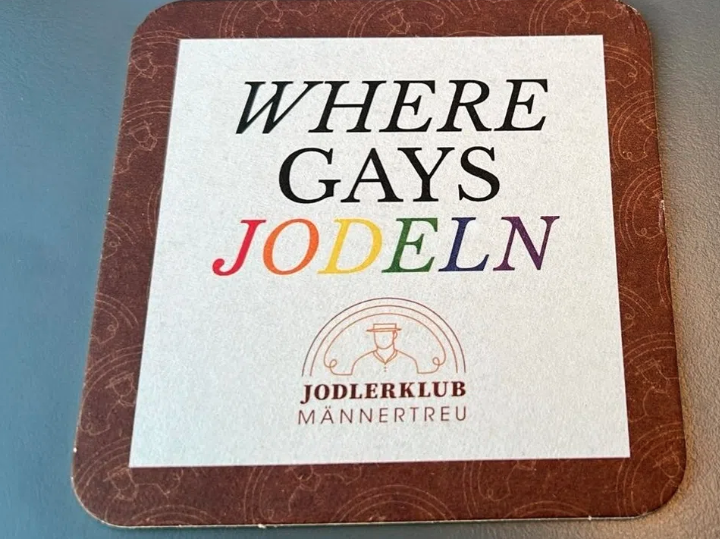 WHERE
GAYS
JODELN
JODLERKLUB
MÄNNERTREU